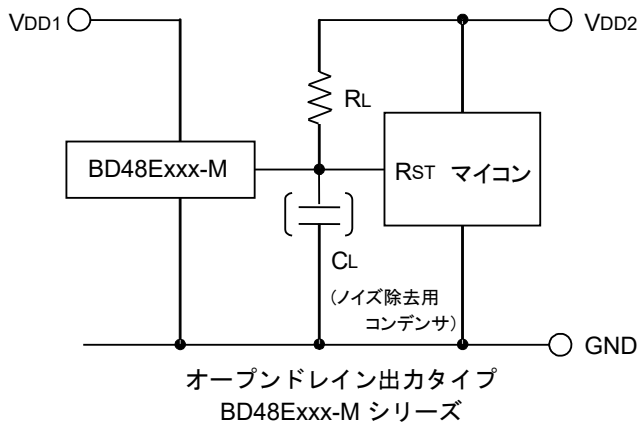 VDD1
VDD2
RL
BD48Exxx-M
RST マイコン
CL
(ノイズ除去用
コンデンサ)
GND
オープンドレイン出力タイプ
BD48Exxx-M シリーズ